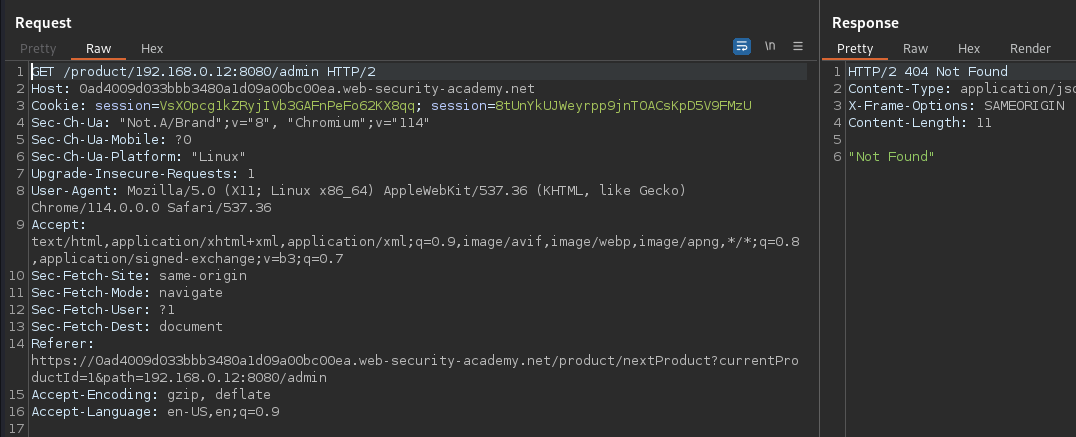 Request
Pretty Raw Hex
\n
1 GET /product/192.168.0.12:8080/admin HTTP/2
2 Host: 0ad4009d033bbb3480a1d09a00bc00ea.web-security-academy.net
3 Cookie: session=VsXOpcg1kZRyjIVb3GAFnPeFo62KX8qq; session=8tUnYkUJWeyrpp9jnTOACsKpD5V9FMzU
4 Sec-Ch-Ua: "Not.A/Brand";v="8", "Chromium";v="114"
5 Sec-Ch-Ua-Mobile: ?0
6 Sec-Ch-Ua-Platform: "Linux"
7 Upgrade-Insecure-Requests: 1
8 User-Agent: Mozilla/5.0 (X11; Linux x86_64) AppleWebKit/537.36 (KHTML, like Gecko)
Chrome/114.0.0.0 Safari/537.36
9 Accept:
text/html,application/xhtml+xml,application/xml;q=0.9,image/avif,image/webp,image/apng,*/*;q=0.8
,application/signed-exchange;v=b3;q=0.7
10 Sec-Fetch-Site: same-origin
11 Sec-Fetch-Mode: navigate
12 Sec-Fetch-User: ?1
13 Sec-Fetch-Dest: document
14 Referer:
https://0ad4009d033bbb3480a1d09a00bc00ea.web-security-academy.net/product/nextProduct?currentPro
ductId=1&path=192.168.0.12:8080/admin
15 Accept-Encoding: gzip, deflate
16 Accept-Language: en-US,en;q=0.9
17
Response
Pretty Raw Hex Render
1 HTTP/2 404 Not Found
2 Content-Type: application/jso
3 X-Frame-Options: SAMEORIGIN
4 Content-Length: 11
5
6 "Not Found"